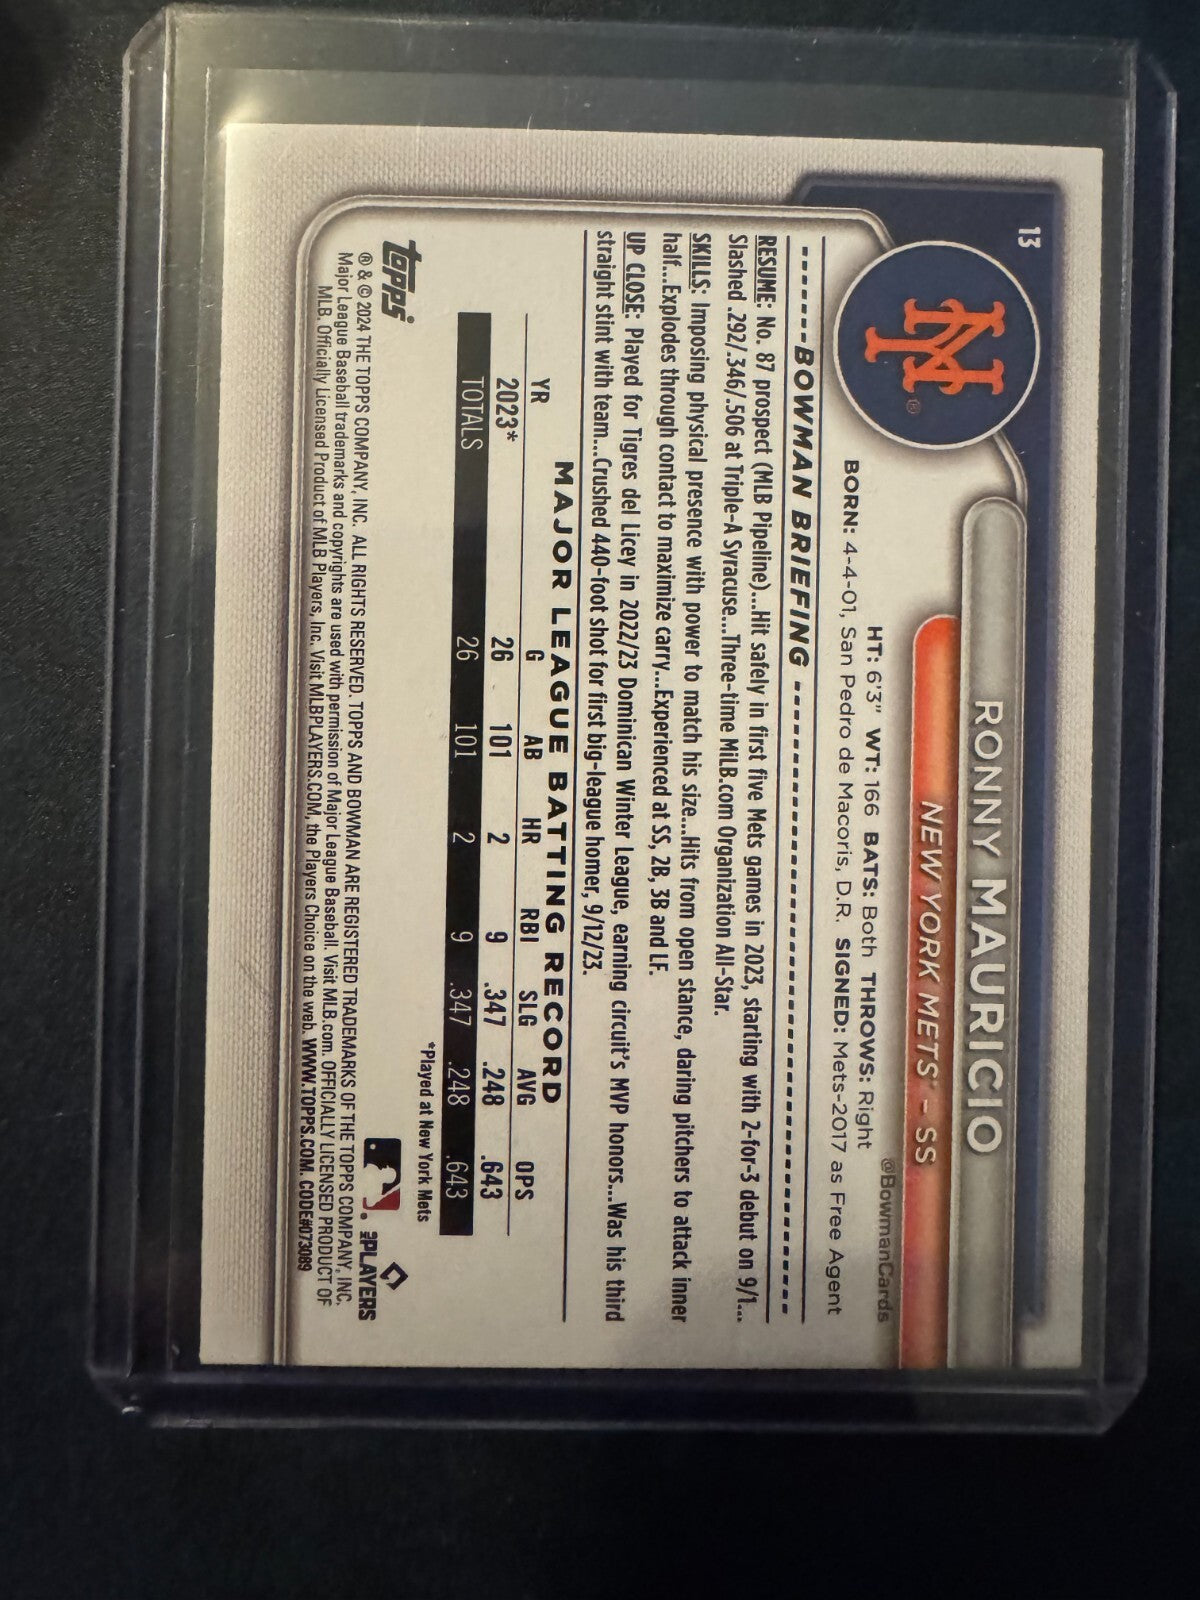 13
RONNY MAURICIO
NEW YORK METS® - SS
@BowmanCards
HT: 6'3" WT: 166 BATS: Both THROWS: Right
BORN: 4-4-01, San Pedro de Macoris, D.R. SIGNED: Mets-2017 as Free Agent
BOWMAN BRIEFING
RESUME: No. 87 prospect (MLB Pipeline)...Hit safely in first five Mets games in 2023, starting with 2-for-3 debut on 9/1...
Slashed .292/.346/.506 at Triple-A Syracuse...Three-time MiLB.com Organization All-Star.
SKILLS: Imposing physical presence with power to match his size...Hits from open stance, daring pitchers to attack inner
half...Explodes through contact to maximize carry...Experienced at SS, 2B, 3B and LF.
UP CLOSE: Played for Tigres del Licey in 2022/23 Dominican Winter League, earning circuit's MVP honors...Was his third
straight stint with team...Crushed 440-foot shot for first big-league homer, 9/12/23.
MAJOR LEAGUE BATTING RECORD
YR G AB HR RBI SLG AVG OPS
2023* 26 101 2 9 .347 .248 .643
TOTALS 26 101 2 9 .347 .248 .643
*Played at New York Mets
topps
MLB PLAYERS
® & © 2024 THE TOPPS COMPANY, INC. ALL RIGHTS RESERVED. TOPPS AND BOWMAN ARE REGISTERED TRADEMARKS OF THE TOPPS COMPANY, INC.
Major League Baseball trademarks and copyrights are used with permission of Major League Baseball. Visit MLB.com. OFFICIALLY LICENSED PRODUCT OF
MLB. Officially Licensed Product of MLB Players, Inc. Visit MLBPLAYERS.COM, the Players Choice on the web. WWW.TOPPS.COM. CODE#073089